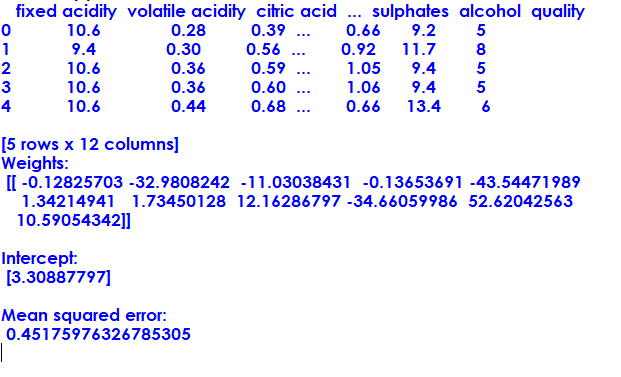 fixed acidity volatile acidity citric acid ... sulphates alcohol quality
0 10.6 0.28 0.39 ... 0.66 9.2 5
1 9.4 0.30 0.56 ... 0.92 11.7 8
2 10.6 0.36 0.59 ... 1.05 9.4 5
3 10.6 0.36 0.60 ... 1.06 9.4 5
4 10.6 0.44 0.68 ... 0.66 13.4 6
[5 rows x 12 columns]
Weights:
[[ -0.12825703 -32.9808242 -11.03038431 -0.13653691 -43.54471989
1.34214941 1.73450128 12.16286797 -34.66059986 52.62042563
10.59054342]]
Intercept:
[3.30887797]
Mean squared error:
0.45175976326785305